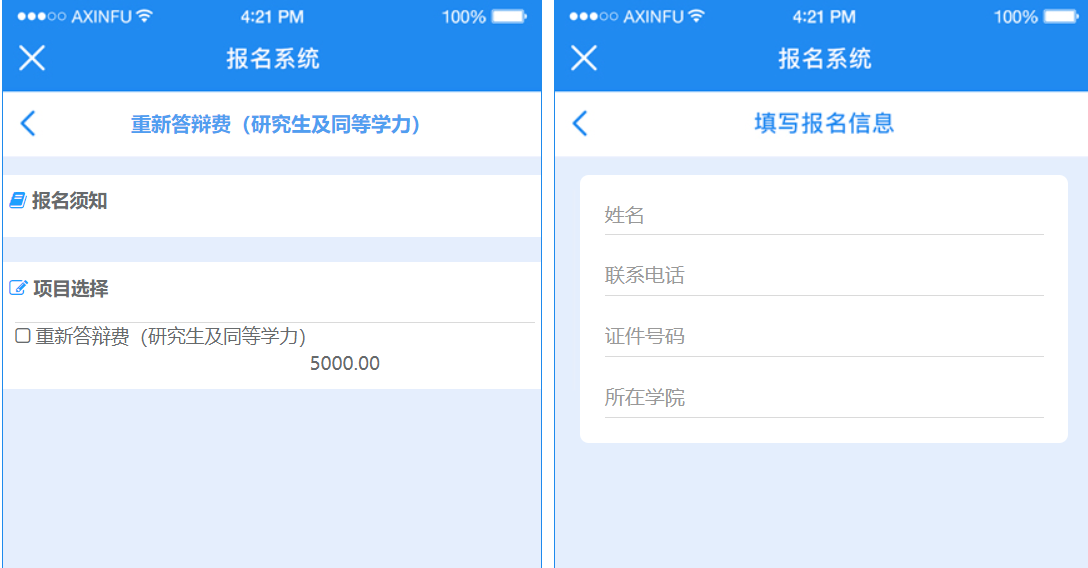 AXINFU 4:21 PM 100%
报名系统
重新答辩费（研究生及同等学力）
报名须知
项目选择
重新答辩费（研究生及同等学力）
5000.00
AXINFU 4:21 PM 100%
报名系统
填写报名信息
姓名
联系电话
证件号码
所在学院